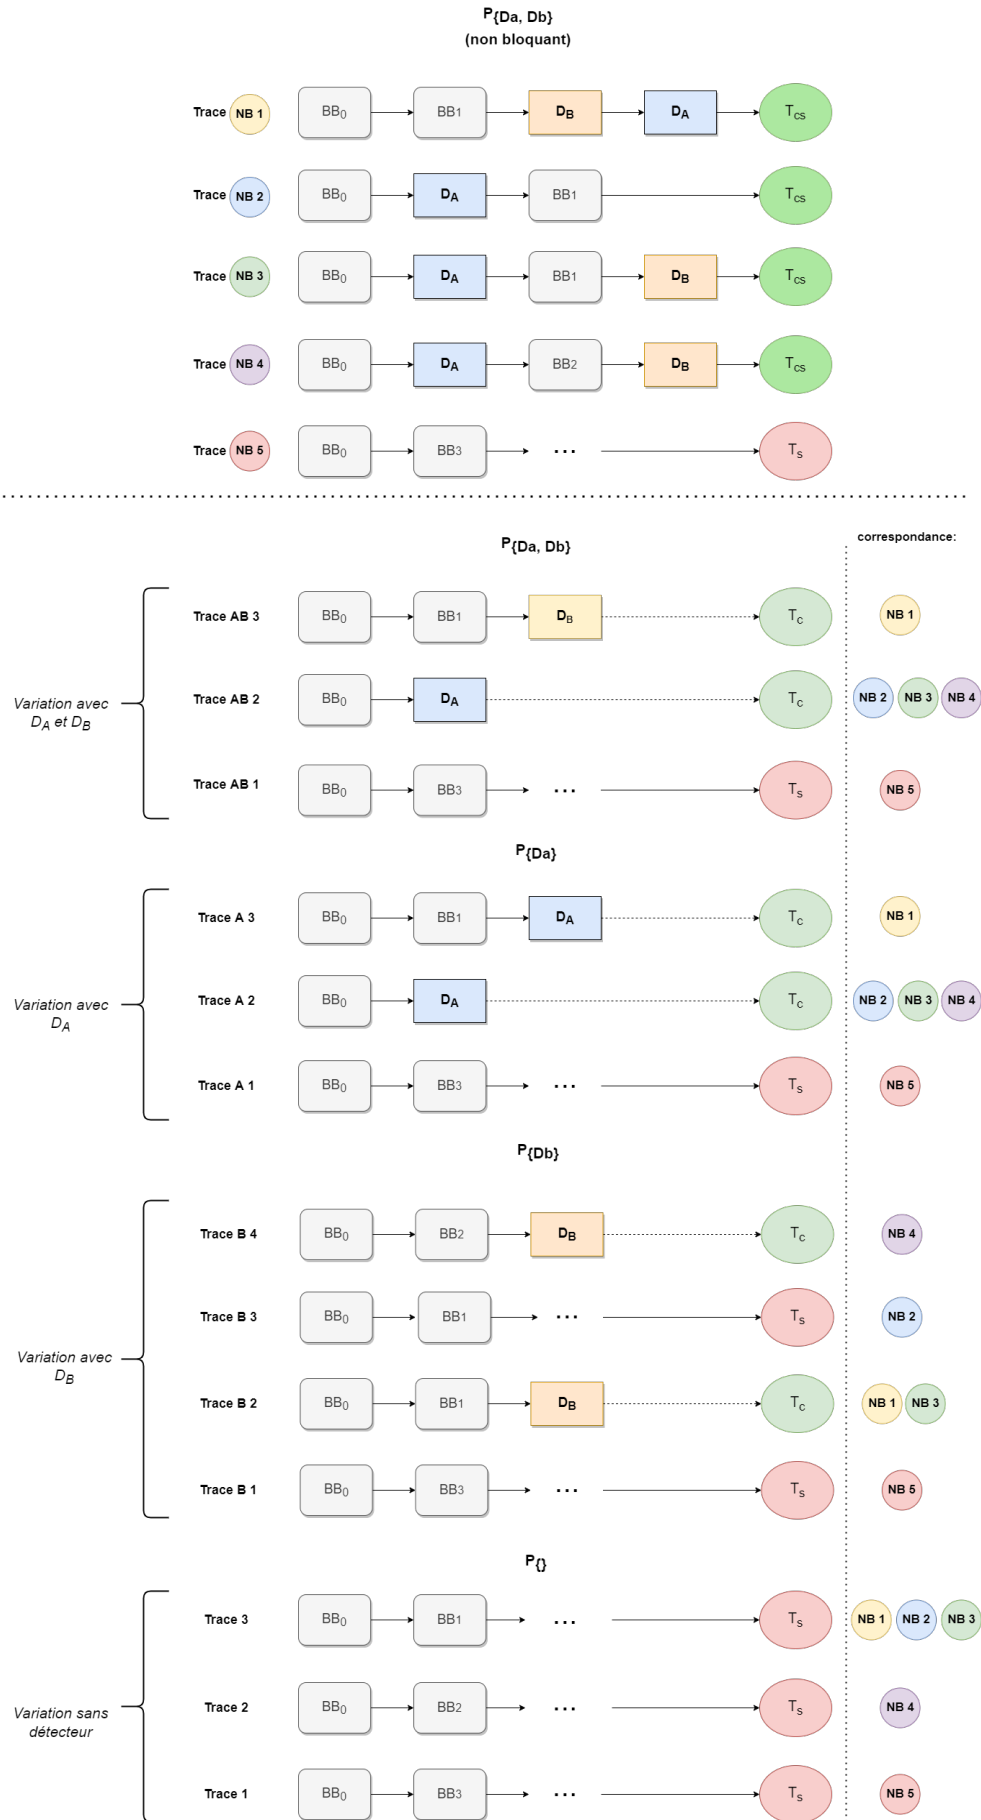 P{Da, Db}
(non bloquant)
Trace NB 1 BB0 BB1 DB DA Tcs
Trace NB 2 BB0 DA BB1 Tcs
Trace NB 3 BB0 DA BB1 DB Tcs
Trace NB 4 BB0 DA BB2 DB Tcs
Trace NB 5 BB0 BB3 ... Ts
P{Da, Db}
correspondance:
Variation avec
DA et DB
Trace AB 3 BB0 BB1 DB Tc NB 1
Trace AB 2 BB0 DA Tc NB 2 NB 3 NB 4
Trace AB 1 BB0 BB3 ... Ts NB 5
P{Da}
Variation avec
DA
Trace A 3 BB0 BB1 DA Tc NB 1
Trace A 2 BB0 DA Tc NB 2 NB 3 NB 4
Trace A 1 BB0 BB3 ... Ts NB 5
P{Db}
Variation avec
DB
Trace B 4 BB0 BB2 DB Tc NB 4
Trace B 3 BB0 BB1 ... Ts NB 2
Trace B 2 BB0 BB1 DB Tc NB 1 NB 3
Trace B 1 BB0 BB3 ... Ts NB 5
P{}
Variation sans
détecteur
Trace 3 BB0 BB1 ... Ts NB 1 NB 2 NB 3
Trace 2 BB0 BB2 ... Ts NB 4
Trace 1 BB0 BB3 ... Ts NB 5